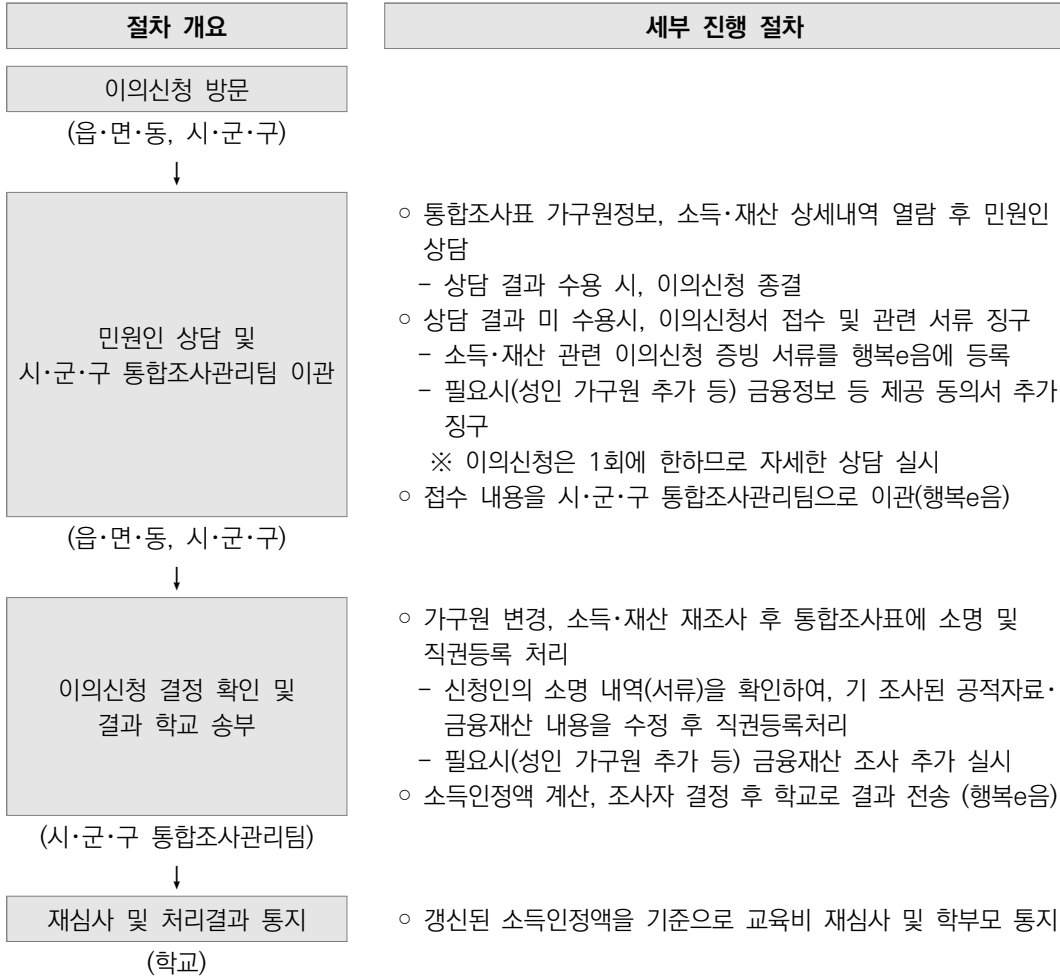 절차 개요
세부 진행 절차
이의신청 방문
(읍·면·동, 시·군·구)
↓
민원인 상담 및
시·군·구 통합조사관리팀 이관
○ 통합조사표 가구원정보, 소득·재산 상세내역 열람 후 민원인
상담
- 상담 결과 수용 시, 이의신청 종결
○ 상담 결과 미 수용시, 이의신청서 접수 및 관련 서류 징구
- 소득·재산 관련 이의신청 증빙 서류를 행복e음에 등록
- 필요시(성인 가구원 추가 등) 금융정보 등 제공 동의서 추가
징구
※ 이의신청은 1회에 한하므로 자세한 상담 실시
○ 접수 내용을 시·군·구 통합조사관리팀으로 이관(행복e음)
(읍·면·동, 시·군·구)
↓
이의신청 결정 확인 및
결과 학교 송부
○ 가구원 변경, 소득·재산 재조사 후 통합조사표에 소명 및
직권등록 처리
- 신청인의 소명 내역(서류)을 확인하여, 기 조사된 공적자료·
금융재산 내용을 수정 후 직권등록처리
- 필요시(성인 가구원 추가 등) 금융재산 조사 추가 실시
○ 소득인정액 계산, 조사자 결정 후 학교로 결과 전송 (행복e음)
(시·군·구 통합조사관리팀)
↓
재심사 및 처리결과 통지
○ 갱신된 소득인정액을 기준으로 교육비 재심사 및 학부모 통지
(학교)